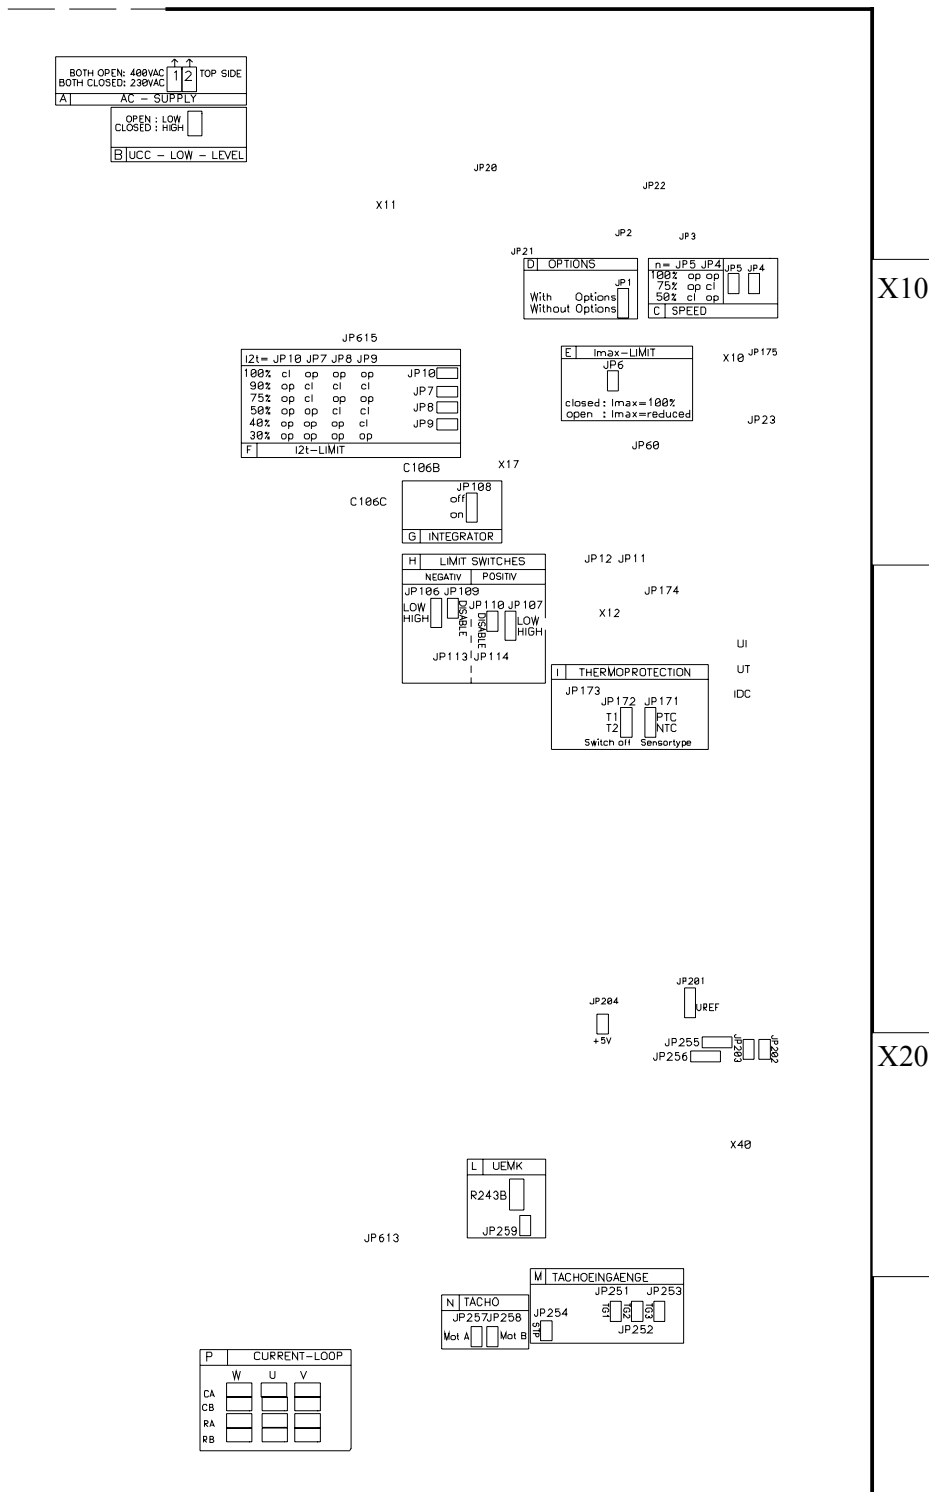 BOTH OPEN: 400VAC 1 2 TOP SIDE
BOTH CLOSED: 230VAC
A AC - SUPPLY
OPEN : LOW
CLOSED : HIGH
B UCC - LOW - LEVEL
JP20
JP22
X11
JP2
JP3
JP21
D OPTIONS
JP1
With Options
Without Options
n= JP5 JP4
100% op op JP5 JP4
75% op cl
50% cl op
C SPEED
X10
JP615
I2t= JP10 JP7 JP8 JP9
100% cl op op op JP10
90% op cl cl cl
75% op cl op op JP7
50% op op cl cl JP8
40% op op op cl JP9
30% op op op op
F I2t-LIMIT
E Imax-LIMIT
JP6
closed: Imax=100%
open : Imax=reduced
X10 JP175
JP23
JP60
C106B
X17
C106C
JP108
off
on
G INTEGRATOR
H LIMIT SWITCHES
NEGATIV POSITIV
JP106 JP109
LOW
HIGH
DISABLE
JP110 JP107
DISABLE
LOW
HIGH
JP113 JP114
JP12 JP11
JP174
X12
UI
UT
IDC
I THERMOPROTECTION
JP173
JP172 JP171
T1 PTC
T2 NTC
Switch off Sensortype
JP201
UREF
JP204
+5V
JP255
JP256
JP203
JP202
X20
X40
L UEMK
R243B
JP259
JP613
M TACHOEINGAENGE
JP251 JP253
JP254
STP
TG1
TG2
TG3
JP252
N TACHO
JP257 JP258
Mot A Mot B
P CURRENT-LOOP
W U V
CA
CB
RA
RB